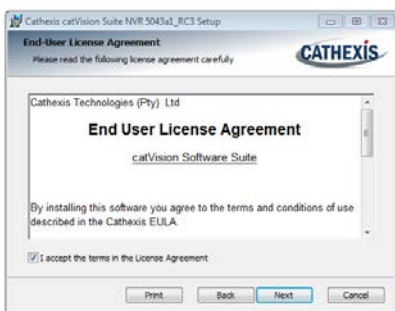 Cathexis catVision Suite NVR 5043a1_RC3 Setup
End-User License Agreement
Please read the following license agreement carefully
CATHEXIS
Cathexis Technologies (Pty) Ltd
End User License Agreement
catVision Software Suite
By installing this software you agree to the terms and conditions of use
described in the Cathexis EULA.
I accept the terms in the License Agreement
Print Back Next Cancel